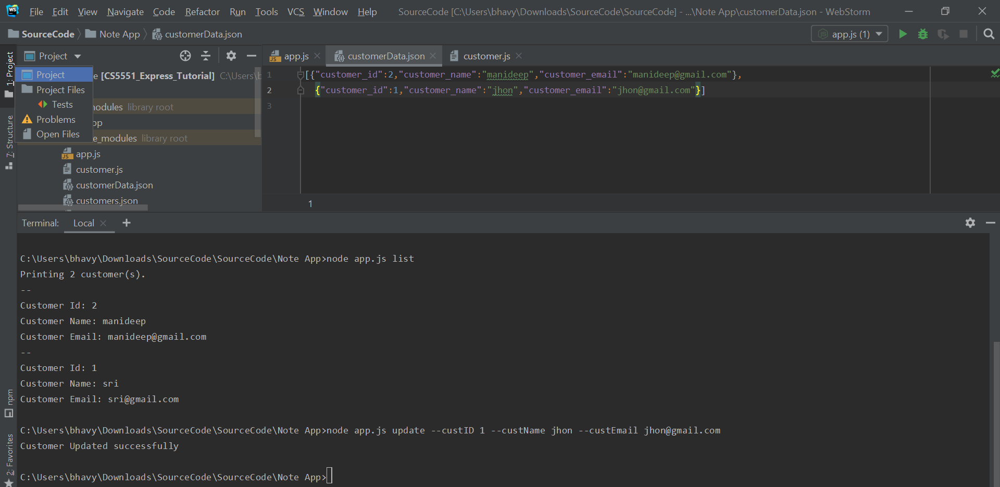 WS File Edit View Navigate Code Refactor Run Tools VCS Window Help SourceCode [C:\Users\bhavy\Downloads\SourceCode\SourceCode] - ...\Note App\customerData.json - WebStorm
SourceCode Note App customerData.json app.js (1)
1: Project
7: Structure
npm
2: Favorites
Project
Project
Project Files
Tests
Problems
Open Files
e [CS5551_Express_Tutorial] C:\Users\b
nodules library root
pp
e_modules library root
app.js
customer.js
customerData.json
customers.json
app.js customerData.json customer.js
1 [{"customer_id":2,"customer_name":"manideep","customer_email":"manideep@gmail.com"},
2 {"customer_id":1,"customer_name":"jhon","customer_email":"jhon@gmail.com"}]
3
1
Terminal: Local +
C:\Users\bhavy\Downloads\SourceCode\SourceCode\Note App>node app.js list
Printing 2 customer(s).
--
Customer Id: 2
Customer Name: manideep
Customer Email: manideep@gmail.com
--
Customer Id: 1
Customer Name: sri
Customer Email: sri@gmail.com
C:\Users\bhavy\Downloads\SourceCode\SourceCode\Note App>node app.js update --custID 1 --custName jhon --custEmail jhon@gmail.com
Customer Updated successfully
C:\Users\bhavy\Downloads\SourceCode\SourceCode\Note App>